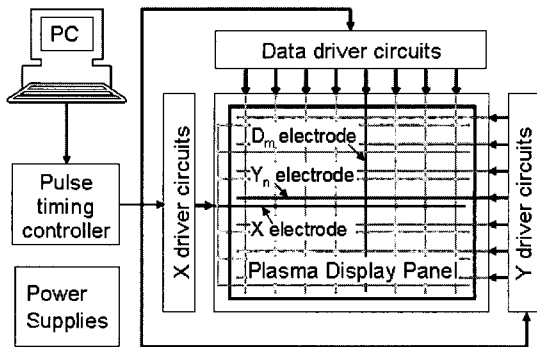 PC
Data driver circuits
Pulse
timing
controller
Power
Supplies
X driver circuits
Dm electrode
Yn electrode
X electrode
Plasma Display Panel
Y driver circuits